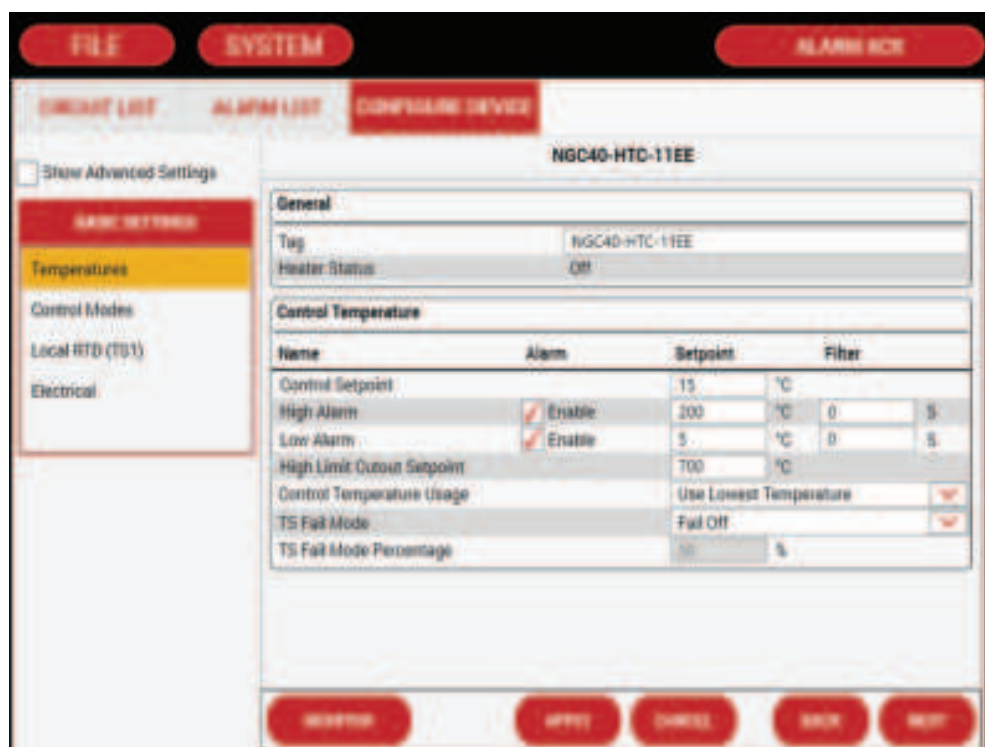 FILE SYSTEM ALARM ACK
CIRCUIT LIST ALARM LIST CONFIGURE DEVICE
NGC40-HTC-11EE
Show Advanced Settings
General
BASIC SETTINGS
Tag NGC40-HTC-11EE
Temperatures
Heater Status Off
Control Modes
Control Temperature
Local RTD (TS1)
Name Alarm Setpoint Filter
Electrical
Control Setpoint 15 °C
High Alarm Enable 200 °C 0 S
Low Alarm Enable 5 °C 0 S
High Limit Cutout Setpoint 700 °C
Control Temperature Usage Use Lowest Temperature
TS Fail Mode Fail Off
TS Fail Mode Percentage %
APPLY CANCEL BACK NEXT